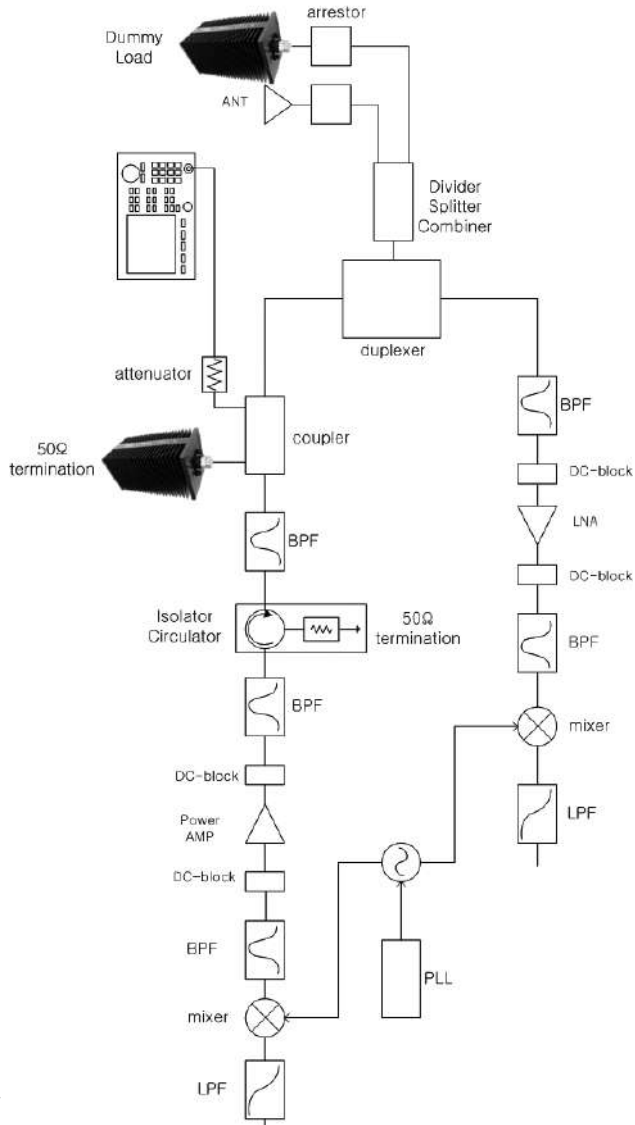 arrestor
Dummy
Load
ANT
Divider
Splitter
Combiner
duplexer
attenuator
BPF
coupler
50Ω
termination
DC-block
LNA
BPF
DC-block
Isolator
Circulator
50Ω
termination
BPF
BPF
mixer
DC-block
Power
AMP
LPF
DC-block
BPF
PLL
mixer
LPF